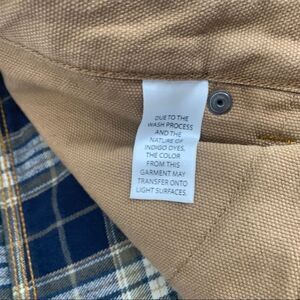 DUE TO THE
WASH PROCESS
AND THE
NATURE OF
INDIGO DYES,
THE COLOR
FROM THIS
GARMENT MAY
TRANSFER ONTO
LIGHT SURFACES.